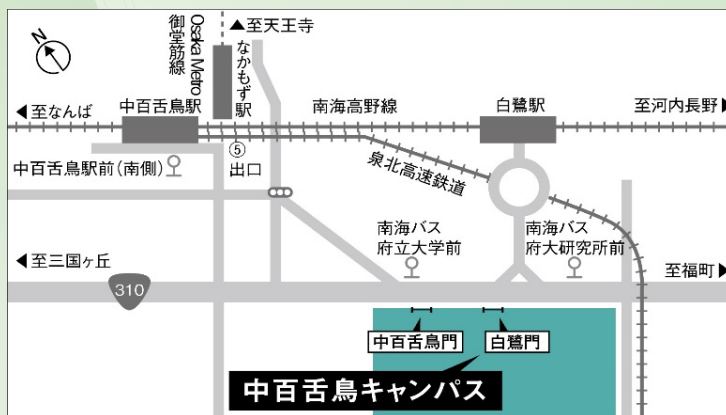 N
Osaka Metro
御堂筋線
▲至天王寺
なかもず駅
◀至なんば
中百舌鳥駅
南海高野線
白鷺駅
至河内長野▶
中百舌鳥駅前(南側)
⑤
出口
泉北高速鉄道
南海バス
府立大学前
南海バス
府大研究所前
◀至三国ヶ丘
至福町▶
310
中百舌鳥門
白鷺門
中百舌鳥キャンパス